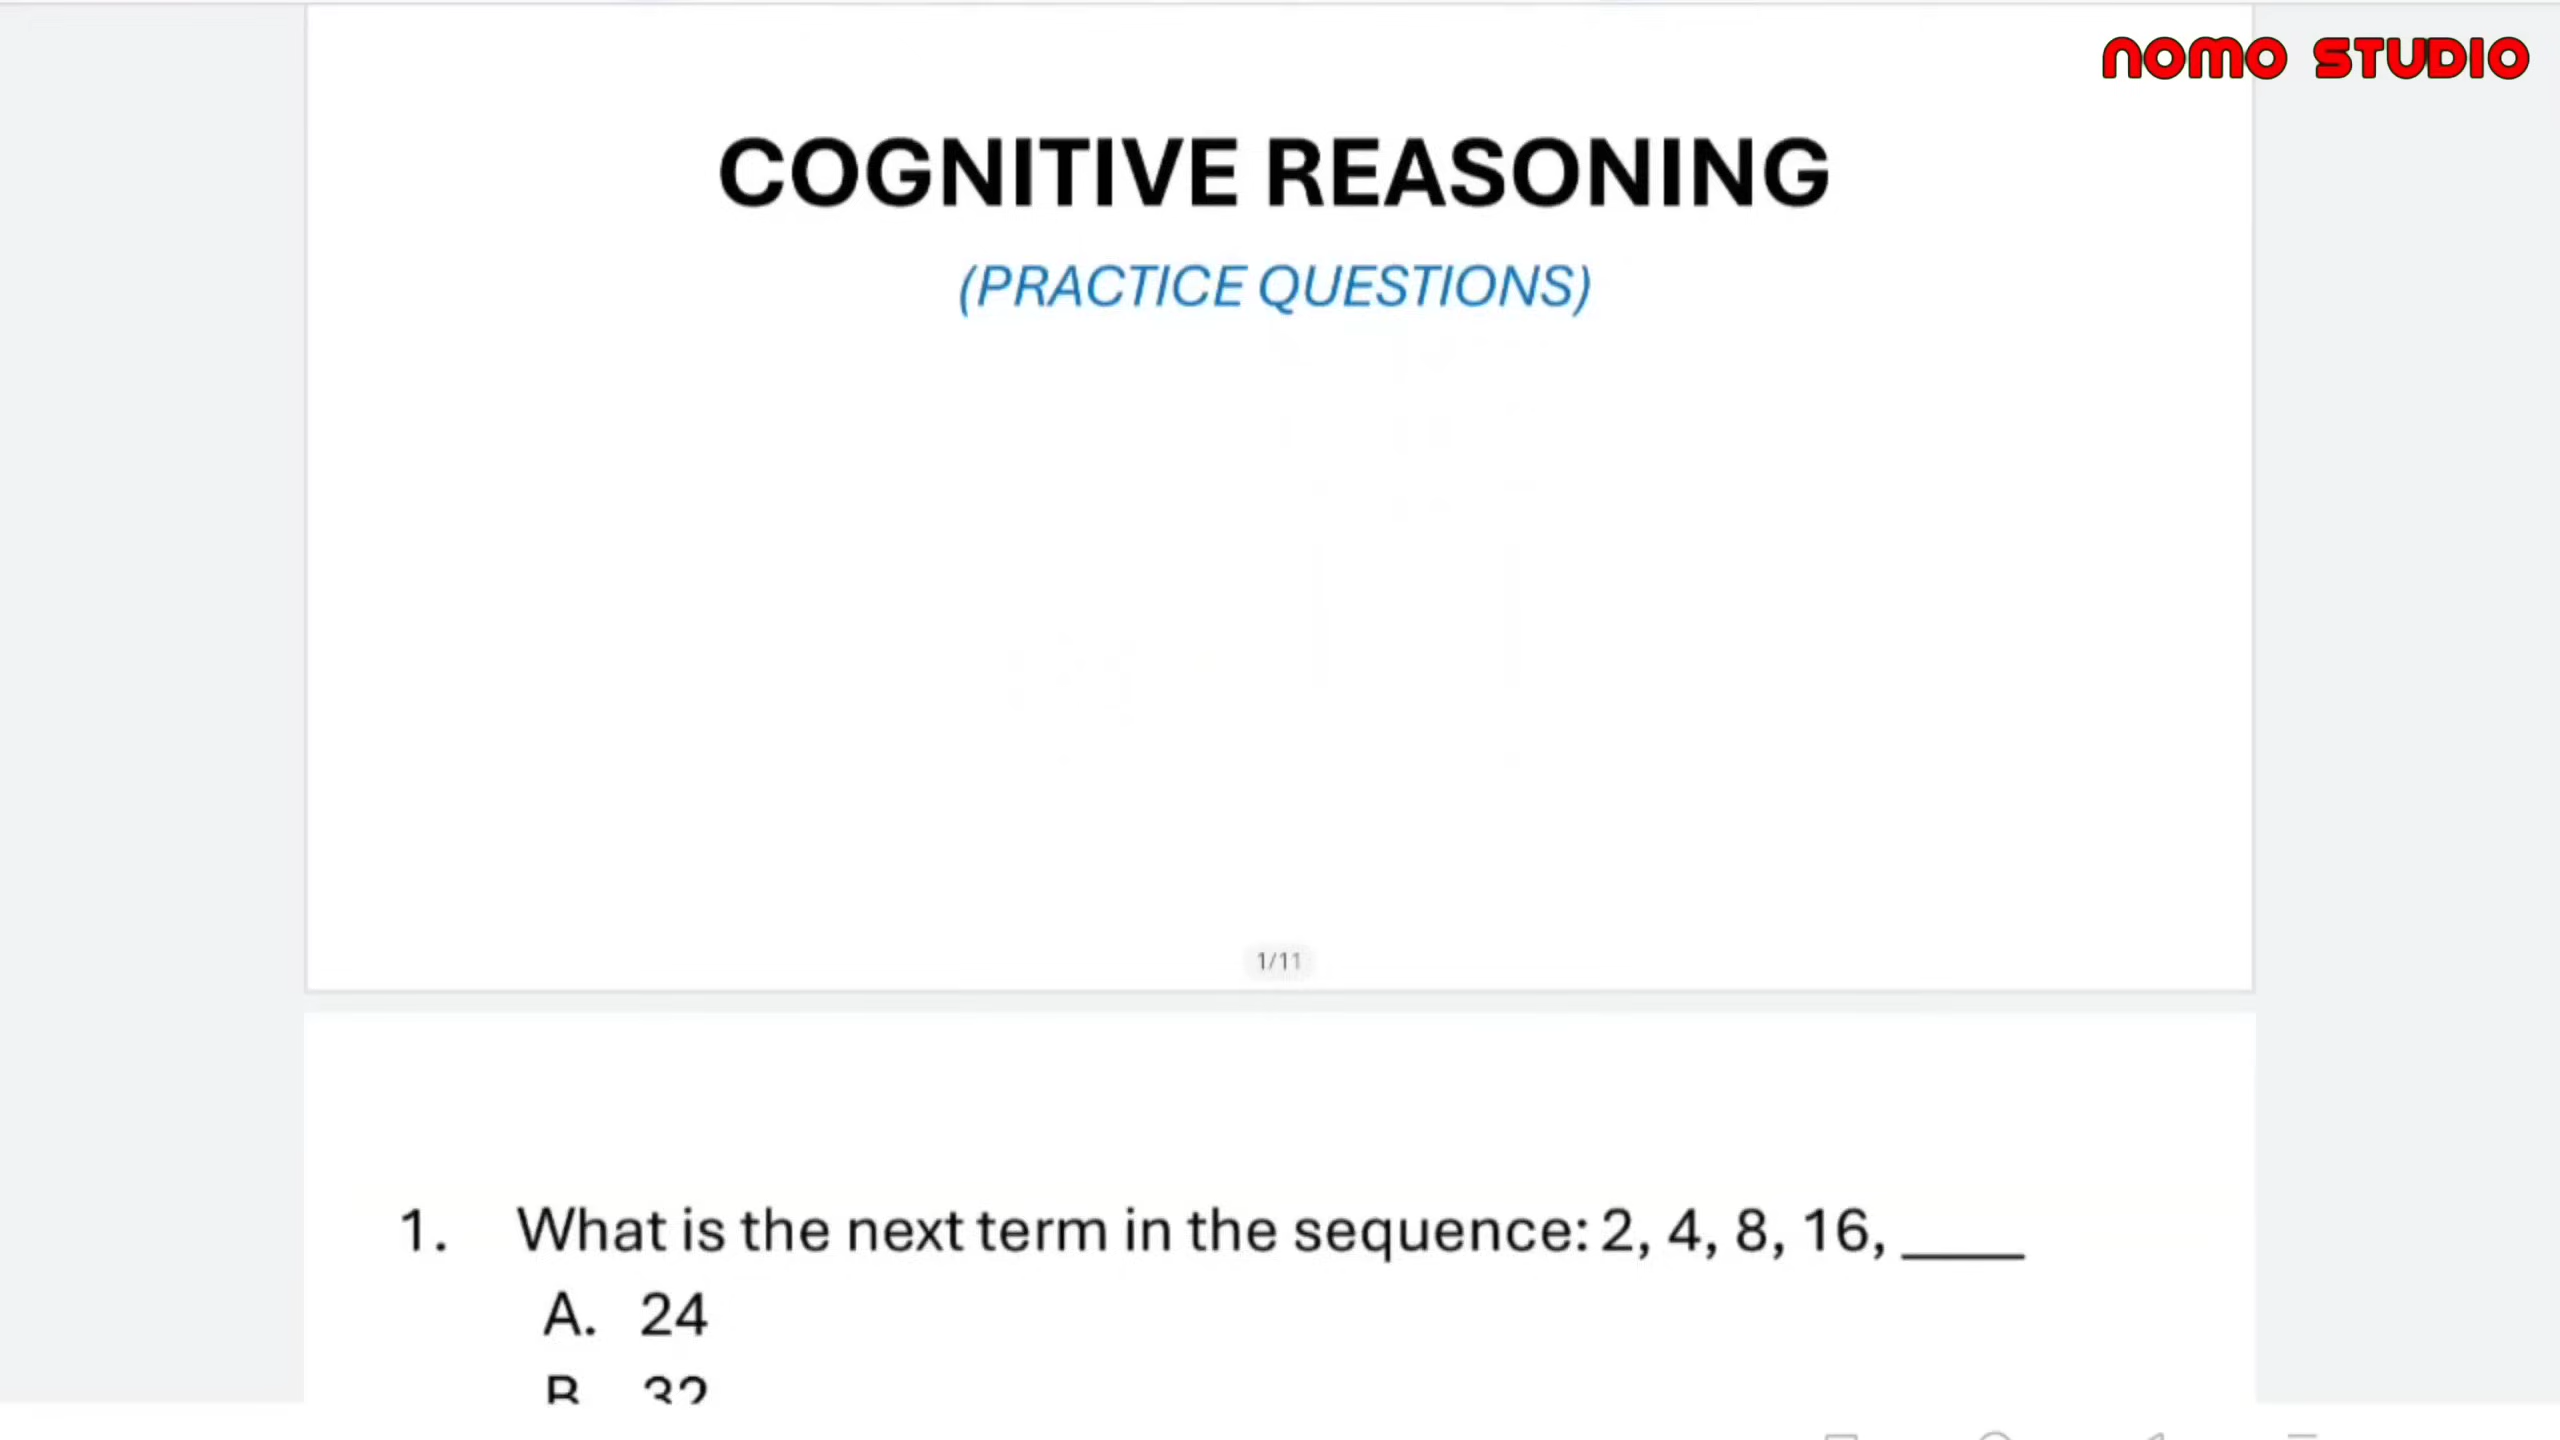 NOMO STUDIO
COGNITIVE REASONING
(PRACTICE QUESTIONS)
1/11
1. What is the next term in the sequence: 2, 4, 8, 16, ____
A. 24
B 32